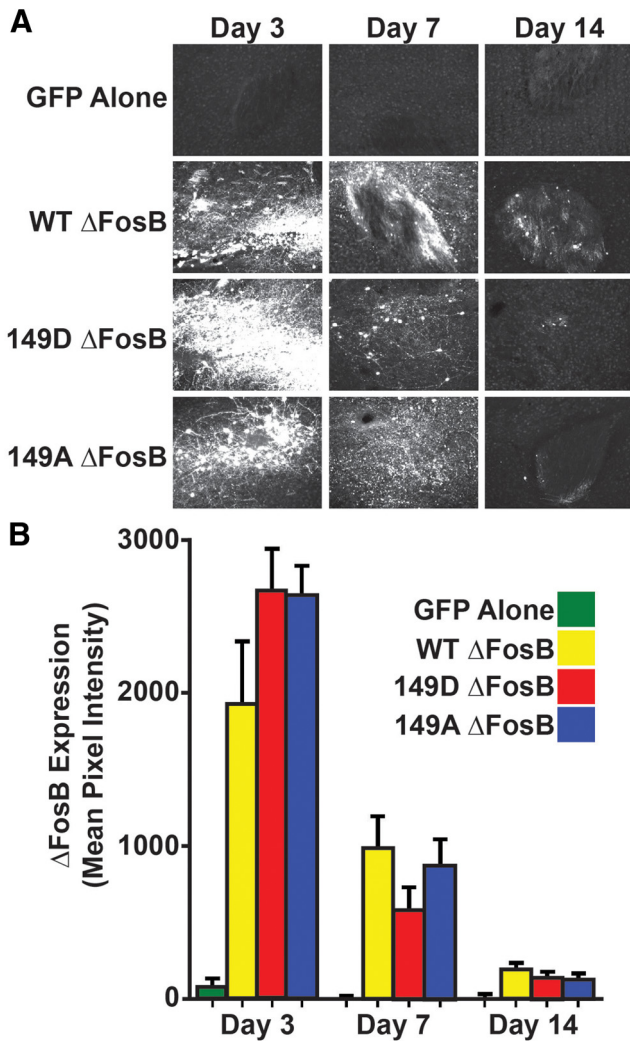 A
Day 3 Day 7 Day 14
GFP Alone
WT ΔFosB
149D ΔFosB
149A ΔFosB
B
ΔFosB Expression
(Mean Pixel Intensity)
3000
2000
1000
0
GFP Alone
WT ΔFosB
149D ΔFosB
149A ΔFosB
Day 3 Day 7 Day 14